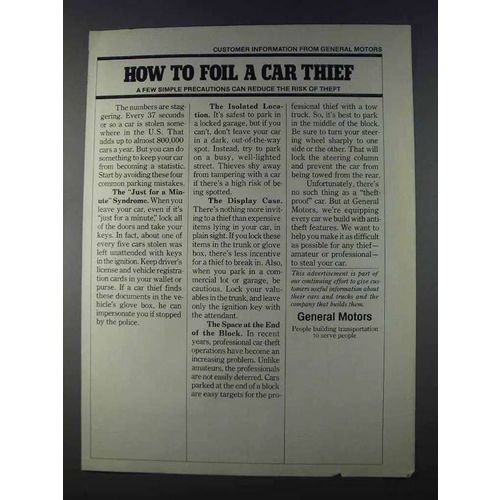 CUSTOMER INFORMATION FROM GENERAL MOTORS
HOW TO FOIL A CAR THIEF
A FEW SIMPLE PRECAUTIONS CAN REDUCE THE RISK OF THEFT
The numbers are stag-
gering. Every 37 seconds
or so a car is stolen some-
where in the U.S. That
adds up to almost 800,000
cars a year. But you can do
something to keep your car
from becoming a statistic.
Start by avoiding these four
common parking mistakes.
The "Just for a Min-
ute" Syndrome. When you
leave your car, even if it's
"just for a minute," lock all
of the doors and take your
keys. In fact, about one of
every five cars stolen was
left unattended with keys
in the ignition. Keep driver's
license and vehicle registra-
tion cards in your wallet or
purse. If a car thief finds
these documents in the ve-
hicle's glove box, he can
impersonate you if stopped
by the police.
The Isolated Loca-
tion. It's safest to park in
a locked garage, but if you
can't, don't leave your car
in a dark, out-of-the-way
spot. Instead, try to park
on a busy, well-lighted
street. Thieves shy away
from tampering with a car
if there's a high risk of be-
ing spotted.
The Display Case.
There's nothing more invit-
ing to a thief than expensive
items lying in your car, in
plain sight. If you lock these
items in the trunk or glove
box, there's less incentive
for a thief to break in. Also,
when you park in a com-
mercial lot or garage, be
cautious. Lock your valu-
ables in the trunk, and leave
only the ignition key with
the attendant.
The Space at the End
of the Block. In recent
years, professional car theft
operations have become an
increasing problem. Unlike
amateurs, the professionals
are not easily deterred. Cars
parked at the end of a block
are easy targets for the pro-
fessional thief with a tow
truck. So, it's best to park
in the middle of the block.
Be sure to turn your steer-
ing wheel sharply to one
side or the other. That will
lock the steering column
and prevent the car from
being towed from the rear.
Unfortunately, there's
no such thing as a "theft-
proof" car. But at General
Motors, we're equipping
every car we build with anti-
theft features. We want to
help you make it as difficult
as possible for any thief—
amateur or professional—
to steal your car.
This advertisement is part of
our continuing effort to give cus-
tomers useful information about
their cars and trucks and the
company that builds them.
General Motors
People building transportation
to serve people